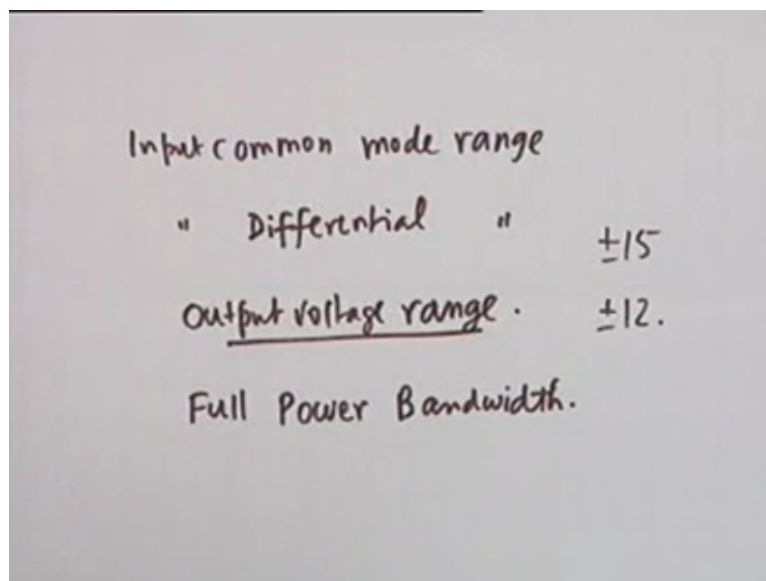 Input common mode range
" Differential "
±15
Output voltage range. ±12.
Full Power Bandwidth.